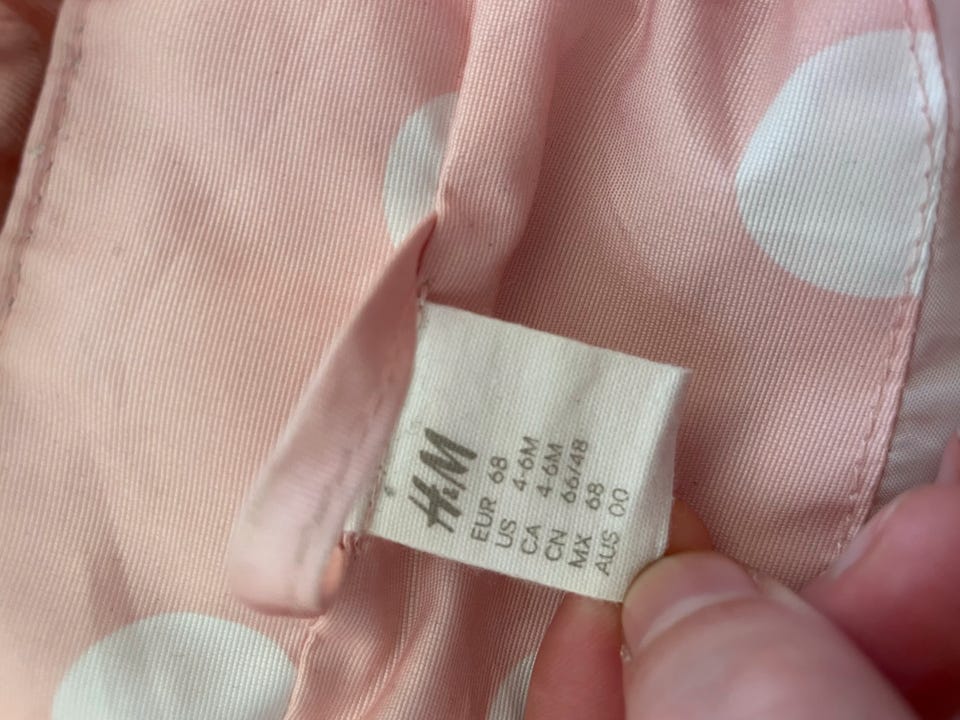 H&M
EUR 68
US 4-6M
CA 4-6M
CN 66/48
MX 68
AUS 00